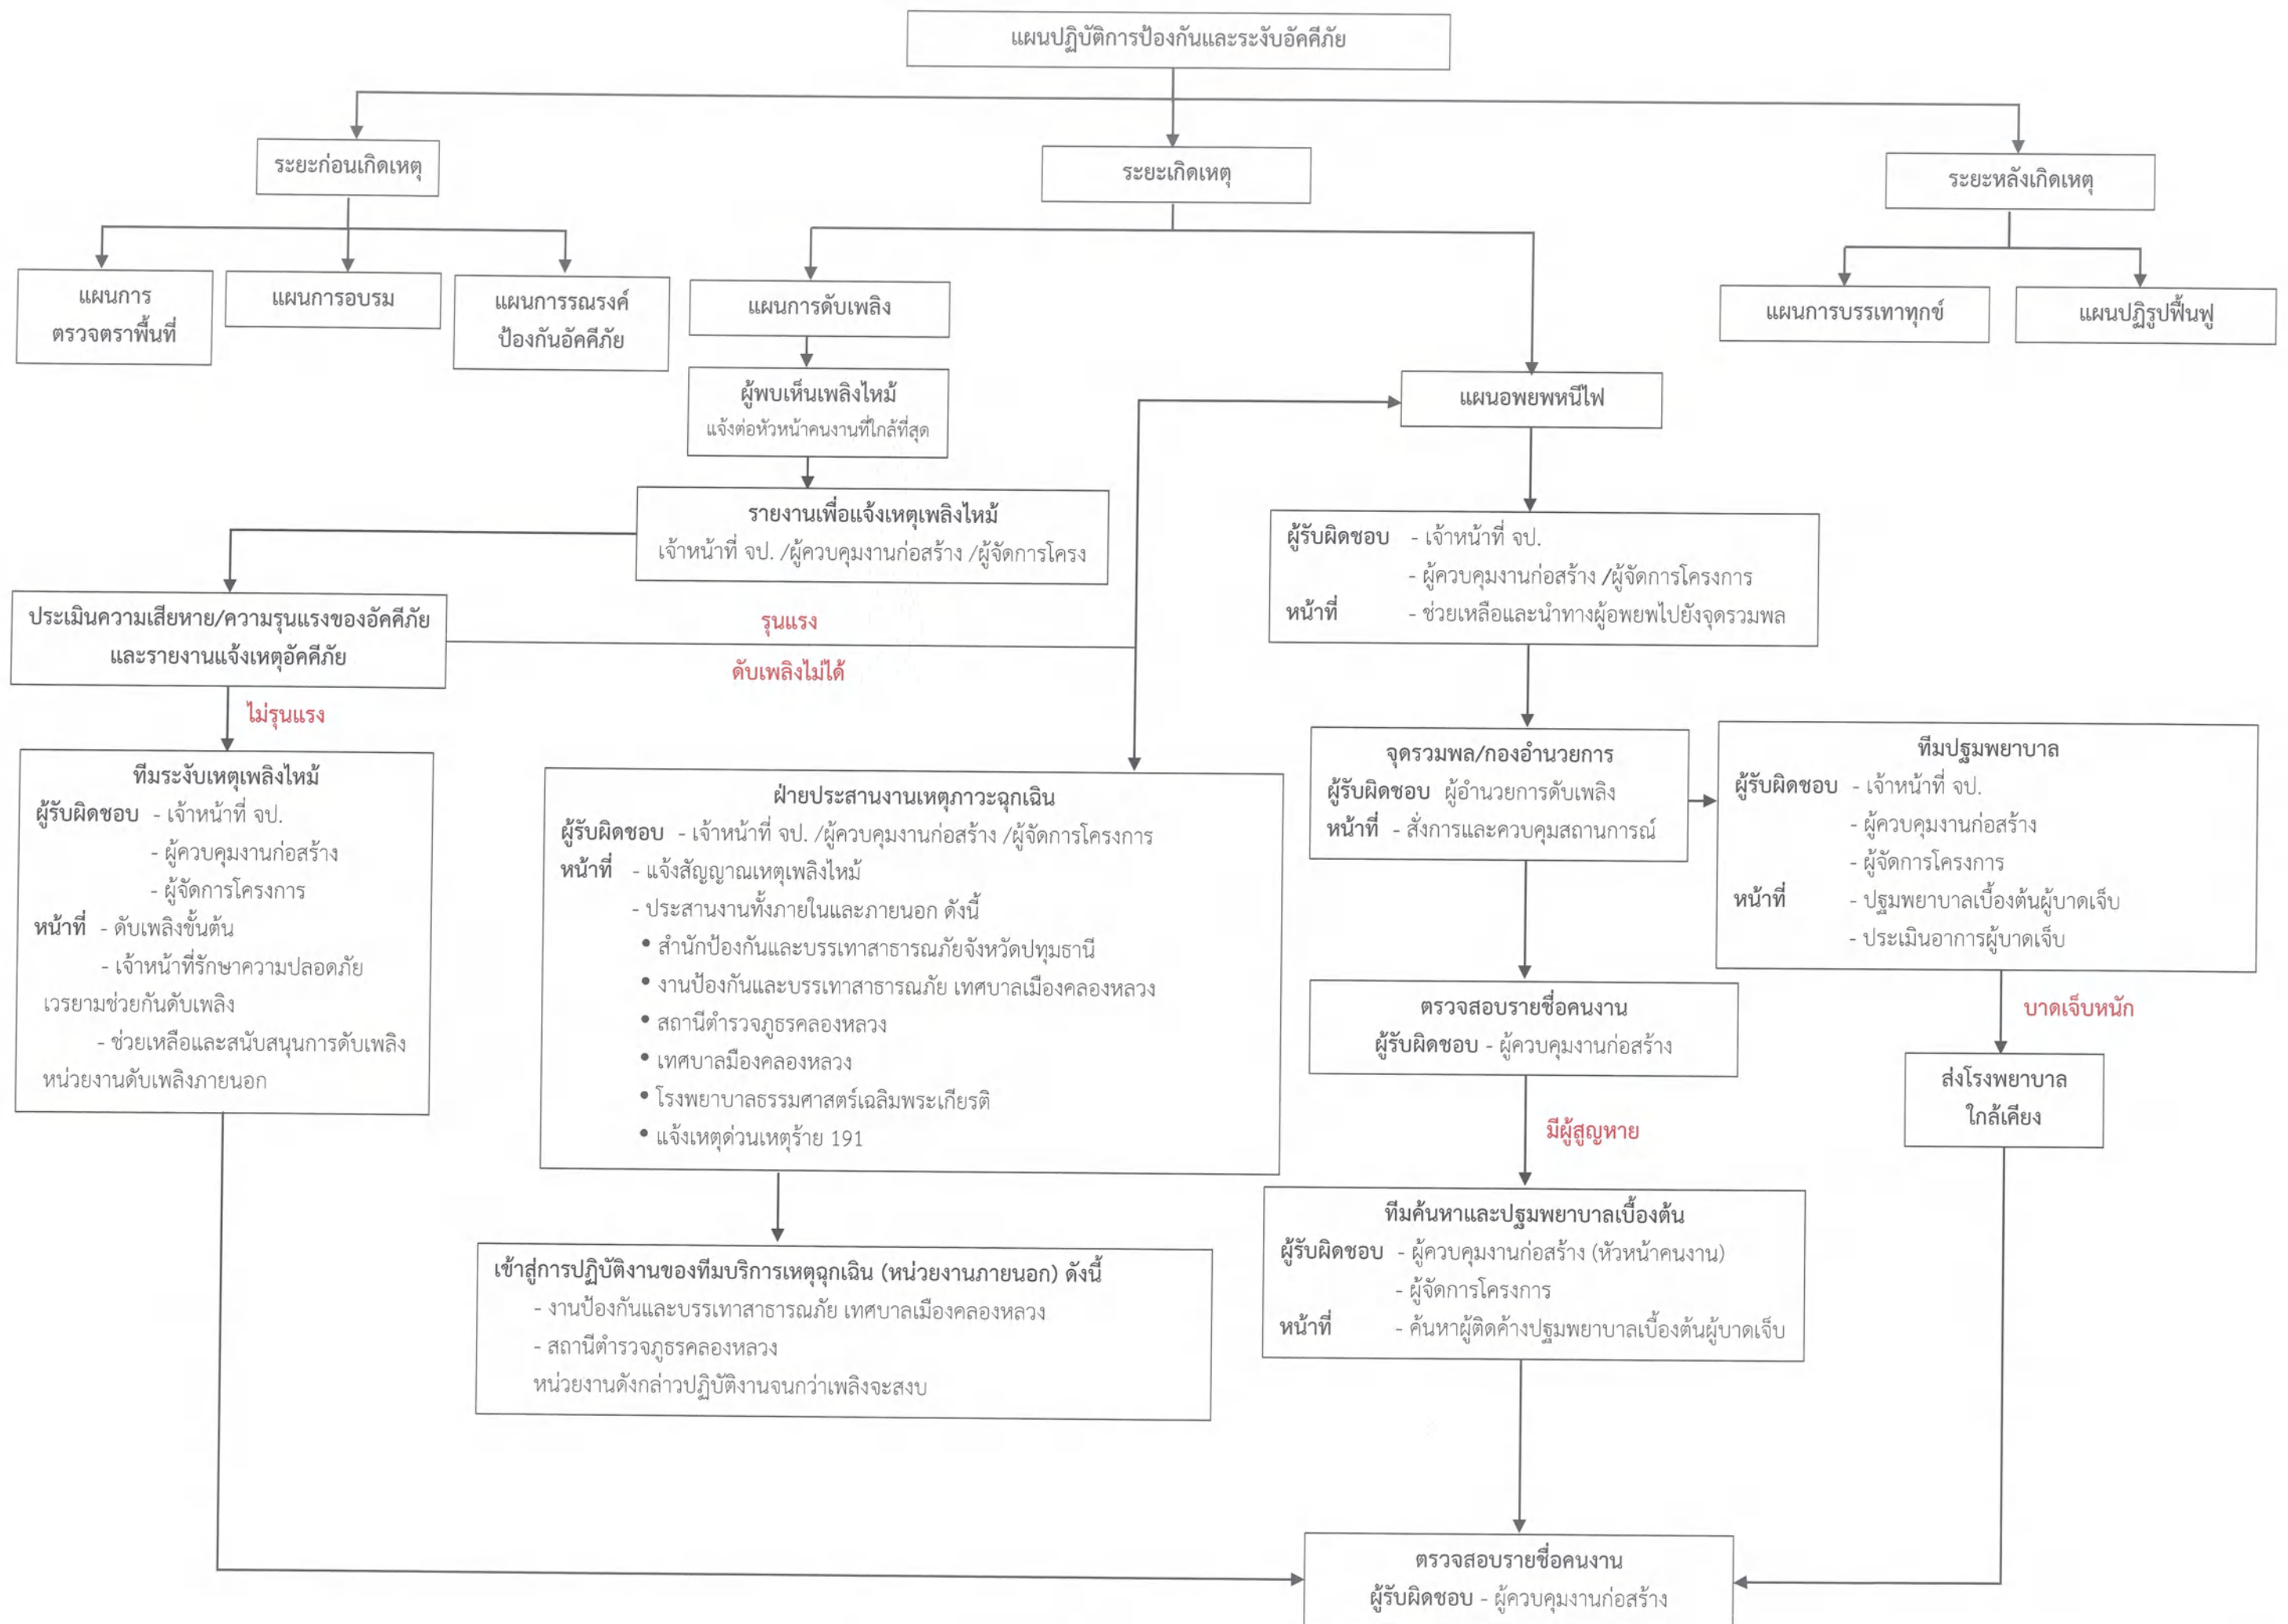 แผนปฏิบัติการป้องกันและระงับอัคคีภัย
ระยะก่อนเกิดเหตุ
ระยะเกิดเหตุ
ระยะหลังเกิดเหตุ
แผนการ
ตรวจตราพื้นที่
แผนการอบรม
แผนการรณรงค์
ป้องกันอัคคีภัย
แผนการดับเพลิง
แผนการบรรเทาทุกข์
แผนปฏิรูปฟื้นฟู
ผู้พบเห็นเพลิงไหม้
แจ้งต่อหัวหน้าคนงานที่ใกล้ที่สุด
แผนอพยพหนีไฟ
รายงานเพื่อแจ้งเหตุเพลิงไหม้
เจ้าหน้าที่ จป. /ผู้ควบคุมงานก่อสร้าง /ผู้จัดการโครง
ผู้รับผิดชอบ - เจ้าหน้าที่ จป.
- ผู้ควบคุมงานก่อสร้าง /ผู้จัดการโครงการ
หน้าที่ - ช่วยเหลือและนำทางผู้อพยพไปยังจุดรวมพล
ประเมินความเสียหาย/ความรุนแรงของอัคคีภัย
และรายงานแจ้งเหตุอัคคีภัย
รุนแรง
ดับเพลิงไม่ได้
ไม่รุนแรง
ทีมระงับเหตุเพลิงไหม้
ผู้รับผิดชอบ - เจ้าหน้าที่ จป.
- ผู้ควบคุมงานก่อสร้าง
- ผู้จัดการโครงการ
หน้าที่ - ดับเพลิงขั้นต้น
- เจ้าหน้าที่รักษาความปลอดภัย
เวรยามช่วยกันดับเพลิง
- ช่วยเหลือและสนับสนุนการดับเพลิง
หน่วยงานดับเพลิงภายนอก
ฝ่ายประสานงานเหตุภาวะฉุกเฉิน
ผู้รับผิดชอบ - เจ้าหน้าที่ จป. /ผู้ควบคุมงานก่อสร้าง /ผู้จัดการโครงการ
หน้าที่ - แจ้งสัญญาณเหตุเพลิงไหม้
- ประสานงานทั้งภายในและภายนอก ดังนี้
• สำนักป้องกันและบรรเทาสาธารณภัยจังหวัดปทุมธานี
• งานป้องกันและบรรเทาสาธารณภัย เทศบาลเมืองคลองหลวง
• สถานีตำรวจภูธรคลองหลวง
• เทศบาลมืองคลองหลวง
• โรงพยาบาลธรรมศาสตร์เฉลิมพระเกียรติ
• แจ้งเหตุด่วนเหตุร้าย 191
จุดรวมพล/กองอำนวยการ
ผู้รับผิดชอบ ผู้อำนวยการดับเพลิง
หน้าที่ - สั่งการและควบคุมสถานการณ์
ทีมปฐมพยาบาล
ผู้รับผิดชอบ - เจ้าหน้าที่ จป.
- ผู้ควบคุมงานก่อสร้าง
- ผู้จัดการโครงการ
หน้าที่ - ปฐมพยาบาลเบื้องต้นผู้บาดเจ็บ
- ประเมินอาการผู้บาดเจ็บ
ตรวจสอบรายชื่อคนงาน
ผู้รับผิดชอบ - ผู้ควบคุมงานก่อสร้าง
บาดเจ็บหนัก
ส่งโรงพยาบาล
ใกล้เคียง
มีผู้สูญหาย
ทีมค้นหาและปฐมพยาบาลเบื้องต้น
ผู้รับผิดชอบ - ผู้ควบคุมงานก่อสร้าง (หัวหน้าคนงาน)
- ผู้จัดการโครงการ
หน้าที่ - ค้นหาผู้ติดค้างปฐมพยาบาลเบื้องต้นผู้บาดเจ็บ
เข้าสู่การปฏิบัติงานของทีมบริการเหตุฉุกเฉิน (หน่วยงานภายนอก) ดังนี้
- งานป้องกันและบรรเทาสาธารณภัย เทศบาลเมืองคลองหลวง
- สถานีตำรวจภูธรคลองหลวง
หน่วยงานดังกล่าวปฏิบัติงานจนกว่าเพลิงจะสงบ
ตรวจสอบรายชื่อคนงาน
ผู้รับผิดชอบ - ผู้ควบคุมงานก่อสร้าง